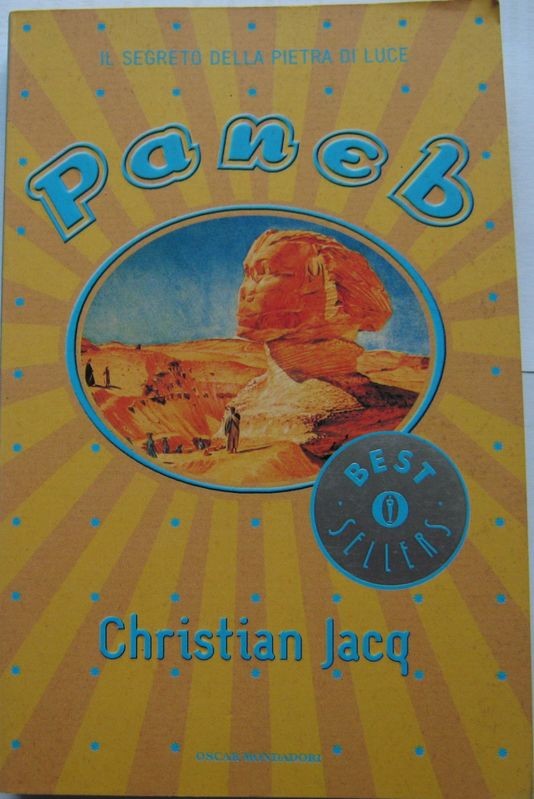 IL SEGRETO DELLA PIETRA DI LUCE
Paneb
BEST
SELLERS
Christian Jacq
OSCAR MONDADORI